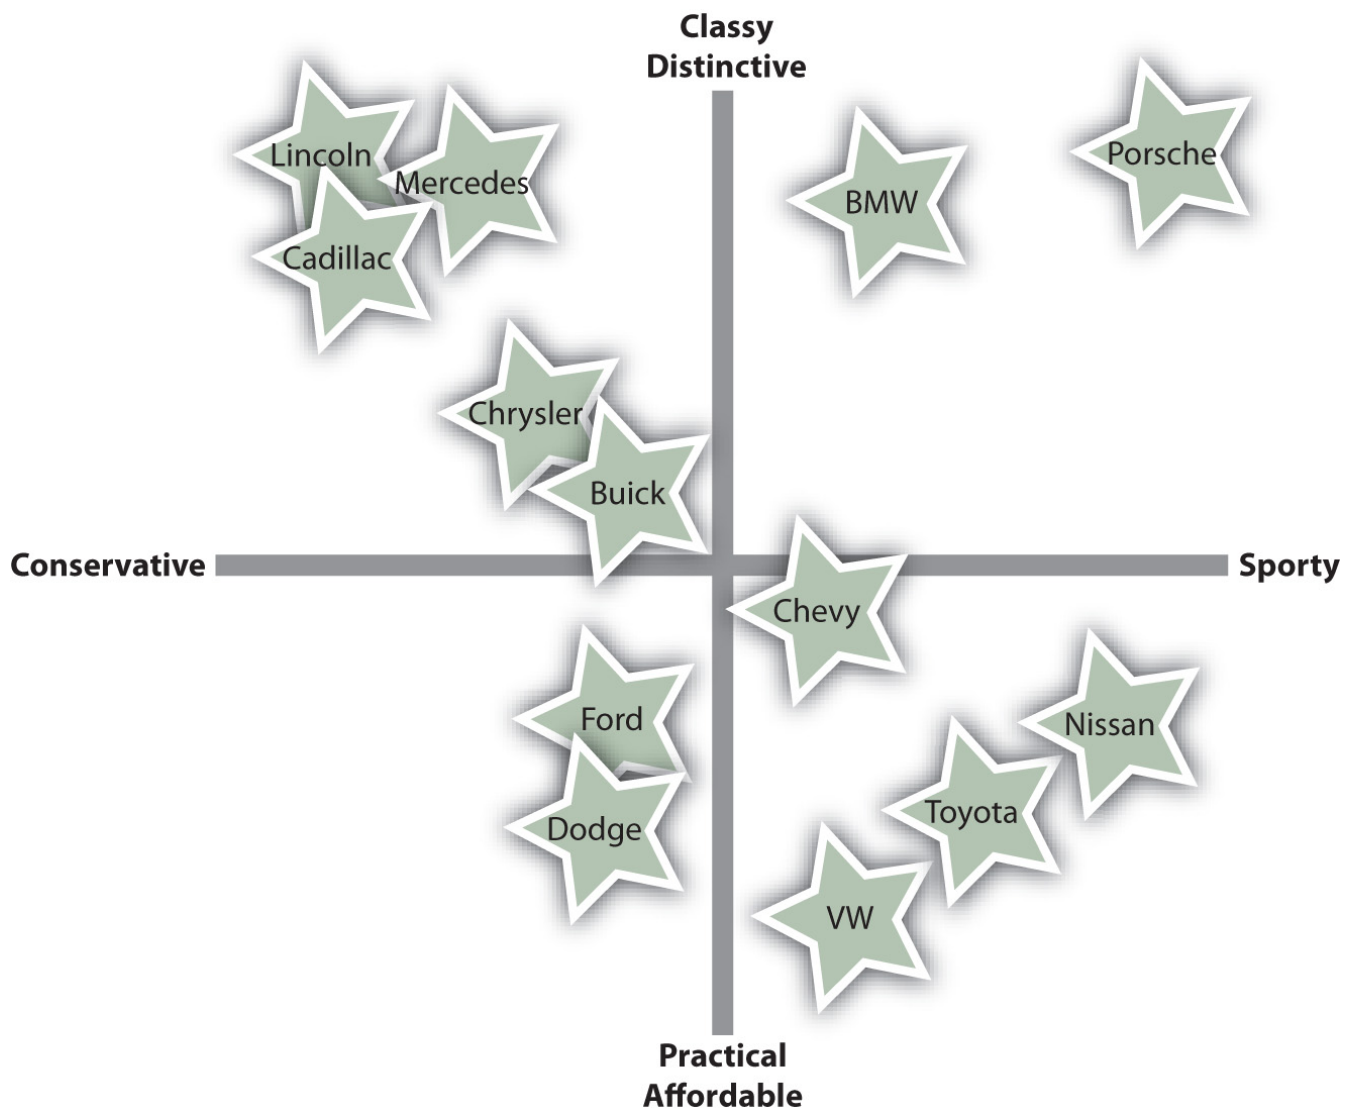 Classy
Distinctive
Lincoln
Mercedes
BMW
Porsche
Cadillac
Chrysler
Buick
Conservative
Sporty
Chevy
Ford
Nissan
Toyota
Dodge
VW
Practical
Affordable